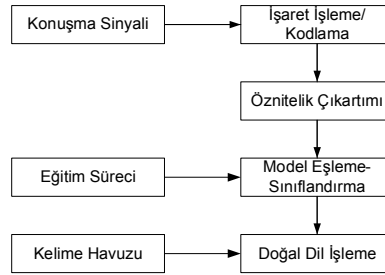 Konuşma Sinyali
İşaret İşleme/
Kodlama
Öznitelik Çıkartımı
Eğitim Süreci
Model Eşleme-
Sınıflandırma
Kelime Havuzu
Doğal Dil İşleme